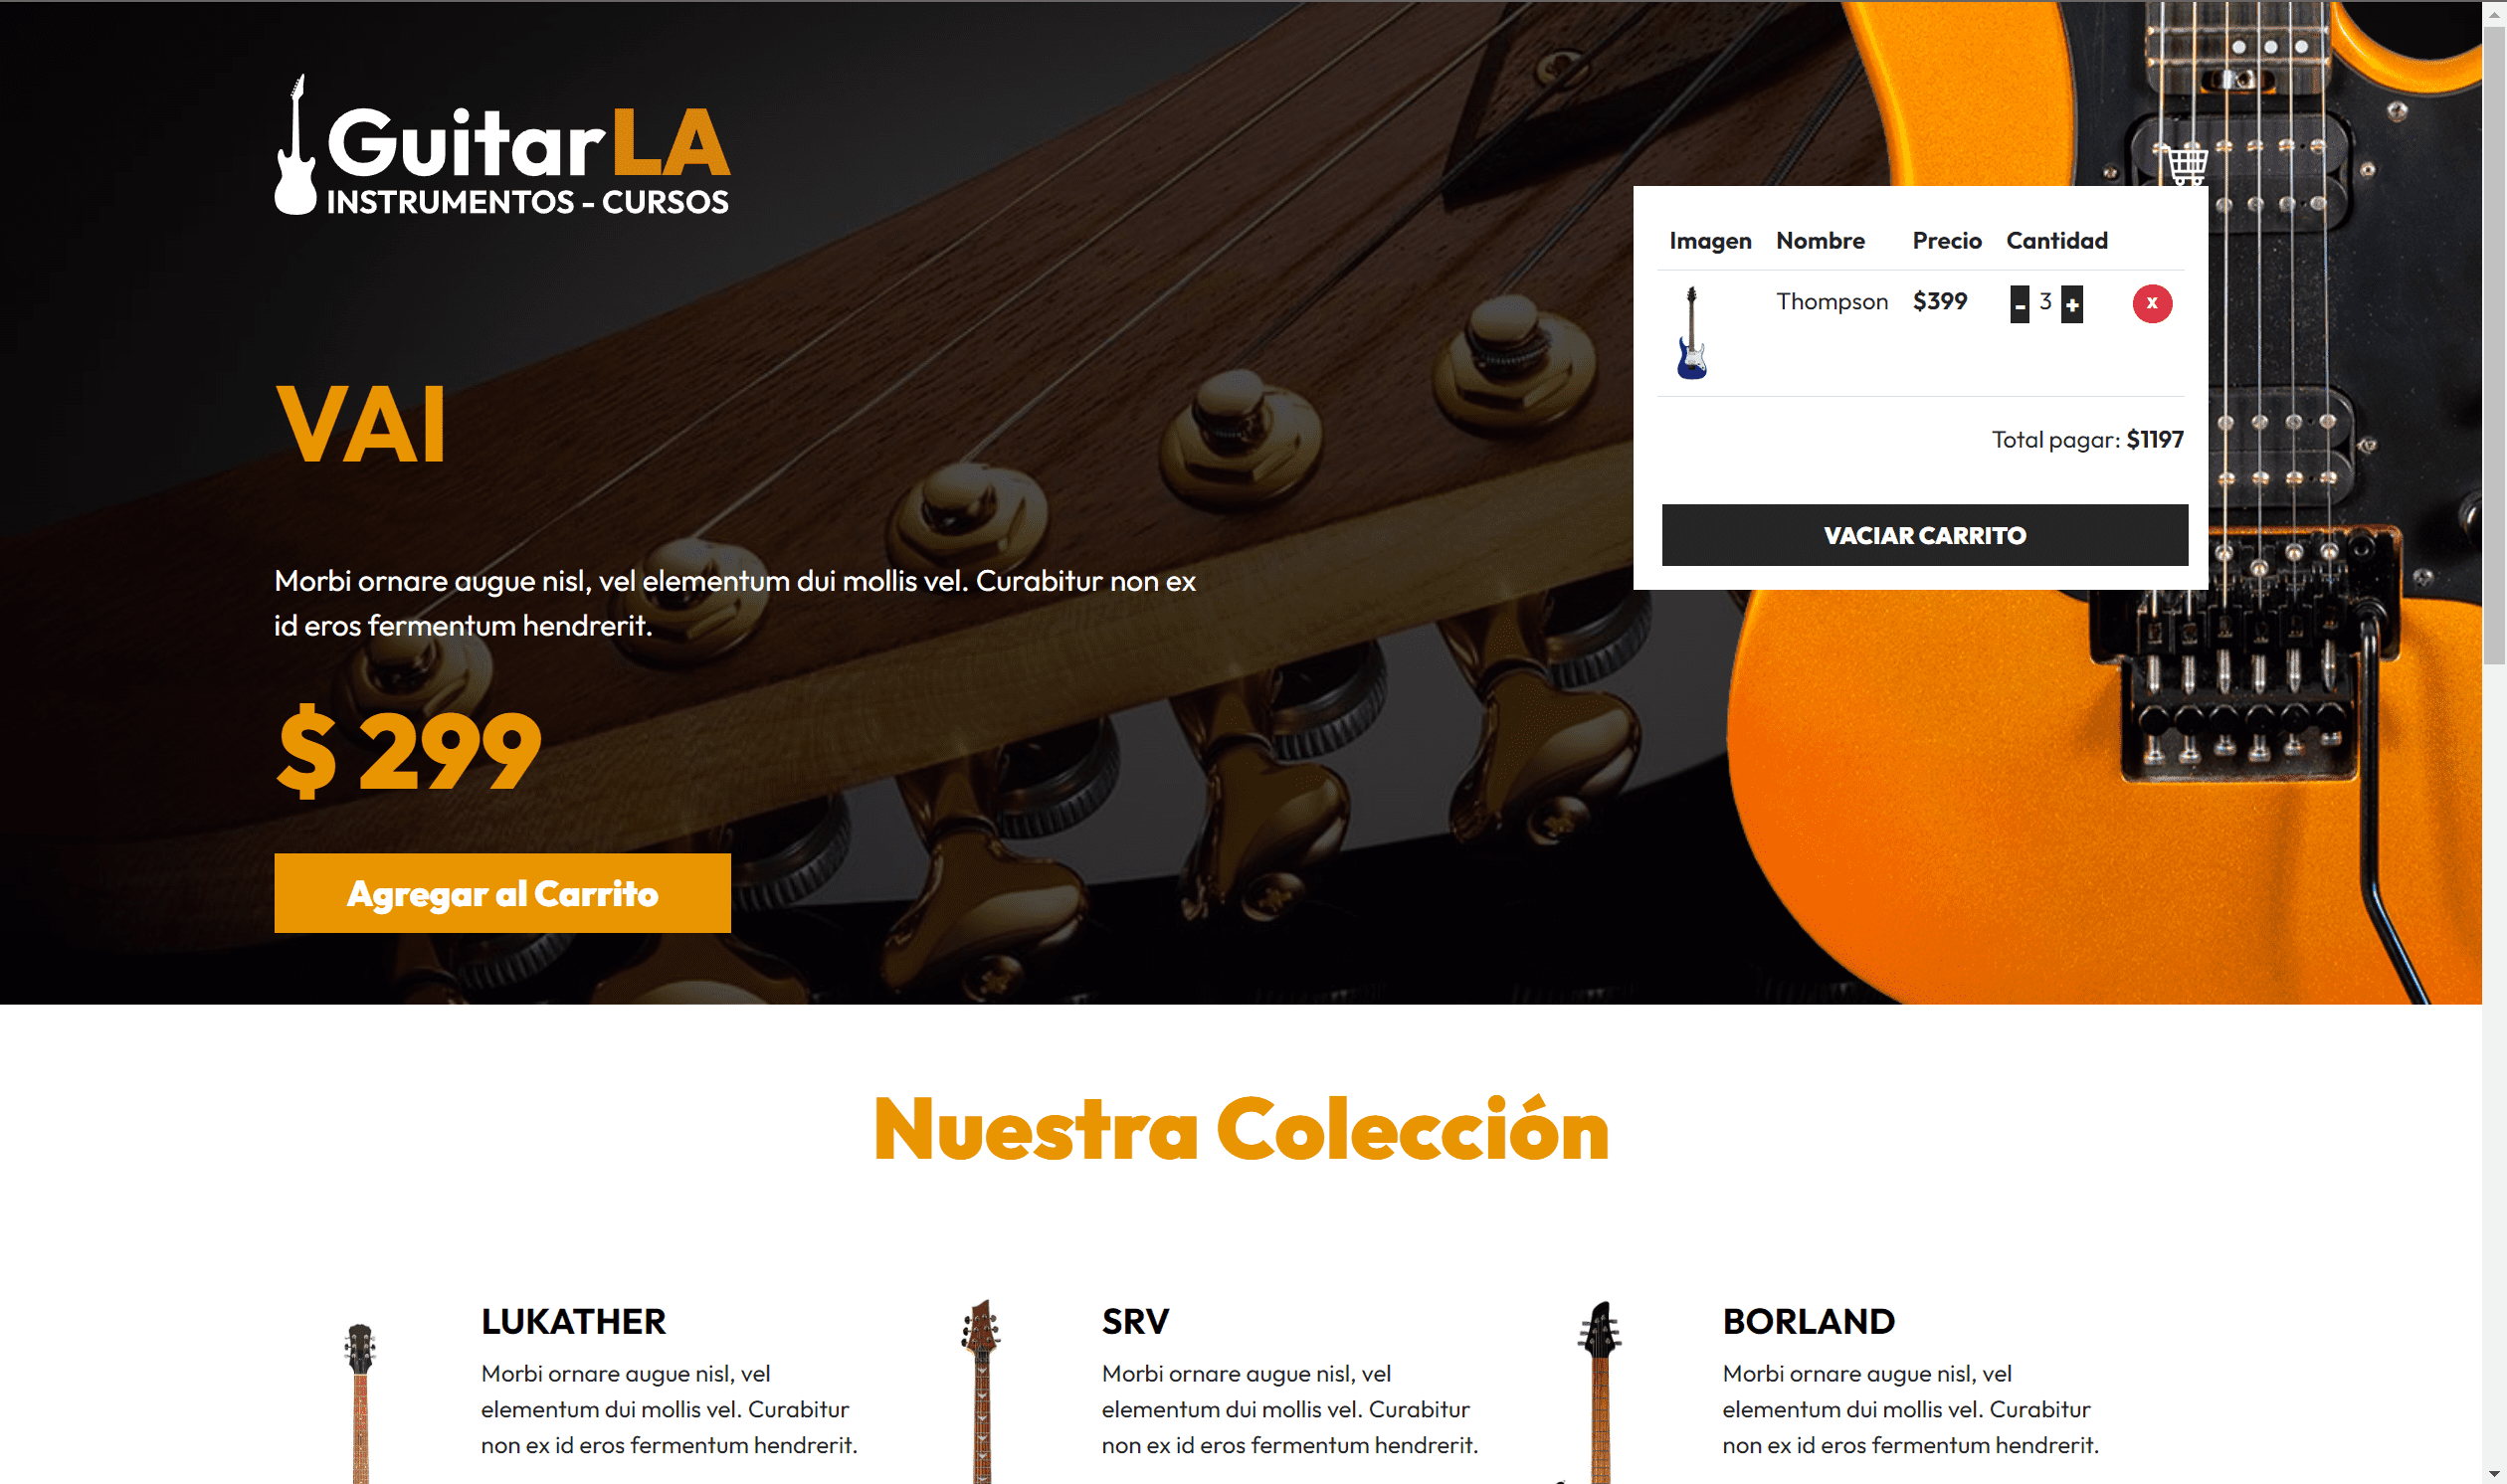 GuitarLA
INSTRUMENTOS - CURSOS
Imagen Nombre Precio Cantidad
Thompson $399 - 3 + X
Total pagar: $1197
VACIAR CARRITO
VAI
Morbi ornare augue nisl, vel elementum dui mollis vel. Curabitur non ex
id eros fermentum hendrerit.
$ 299
Agregar al Carrito
Nuestra Colección
LUKATHER
Morbi ornare augue nisl, vel
elementum dui mollis vel. Curabitur
non ex id eros fermentum hendrerit.
SRV
Morbi ornare augue nisl, vel
elementum dui mollis vel. Curabitur
non ex id eros fermentum hendrerit.
BORLAND
Morbi ornare augue nisl, vel
elementum dui mollis vel. Curabitur
non ex id eros fermentum hendrerit.